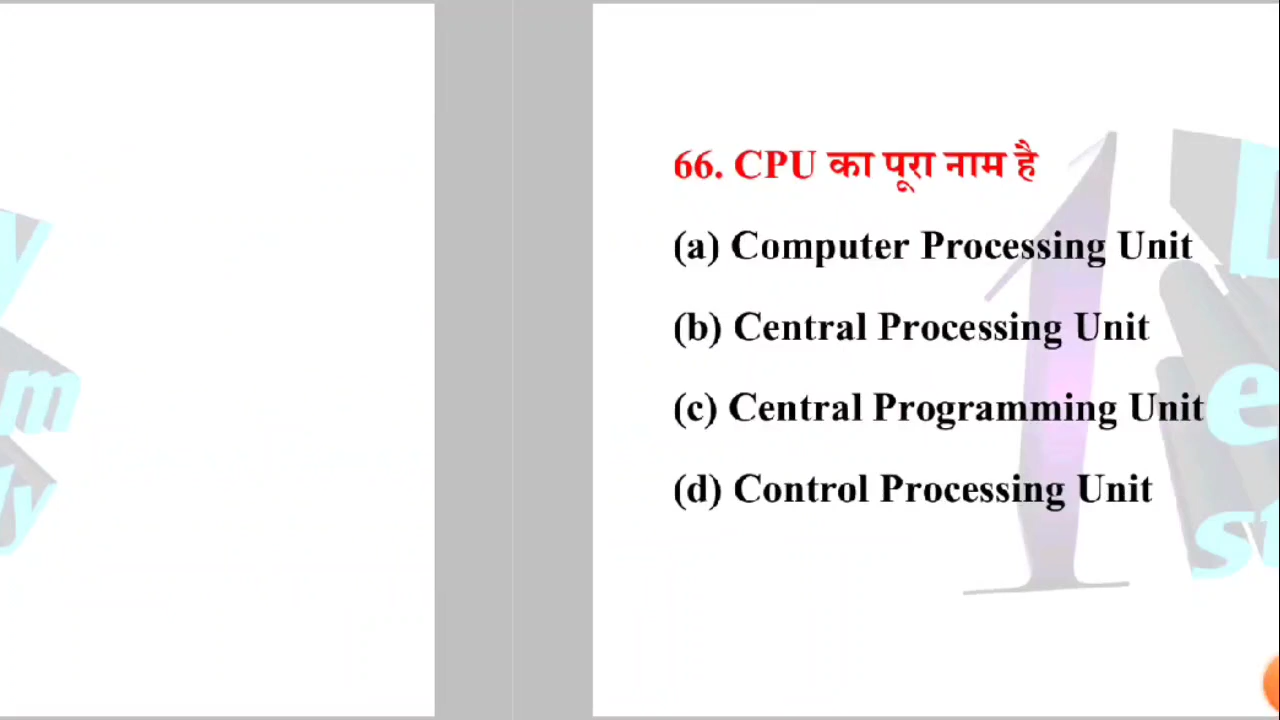 66. CPU का पूरा नाम है
(a) Computer Processing Unit
(b) Central Processing Unit
(c) Central Programming Unit
(d) Control Processing Unit